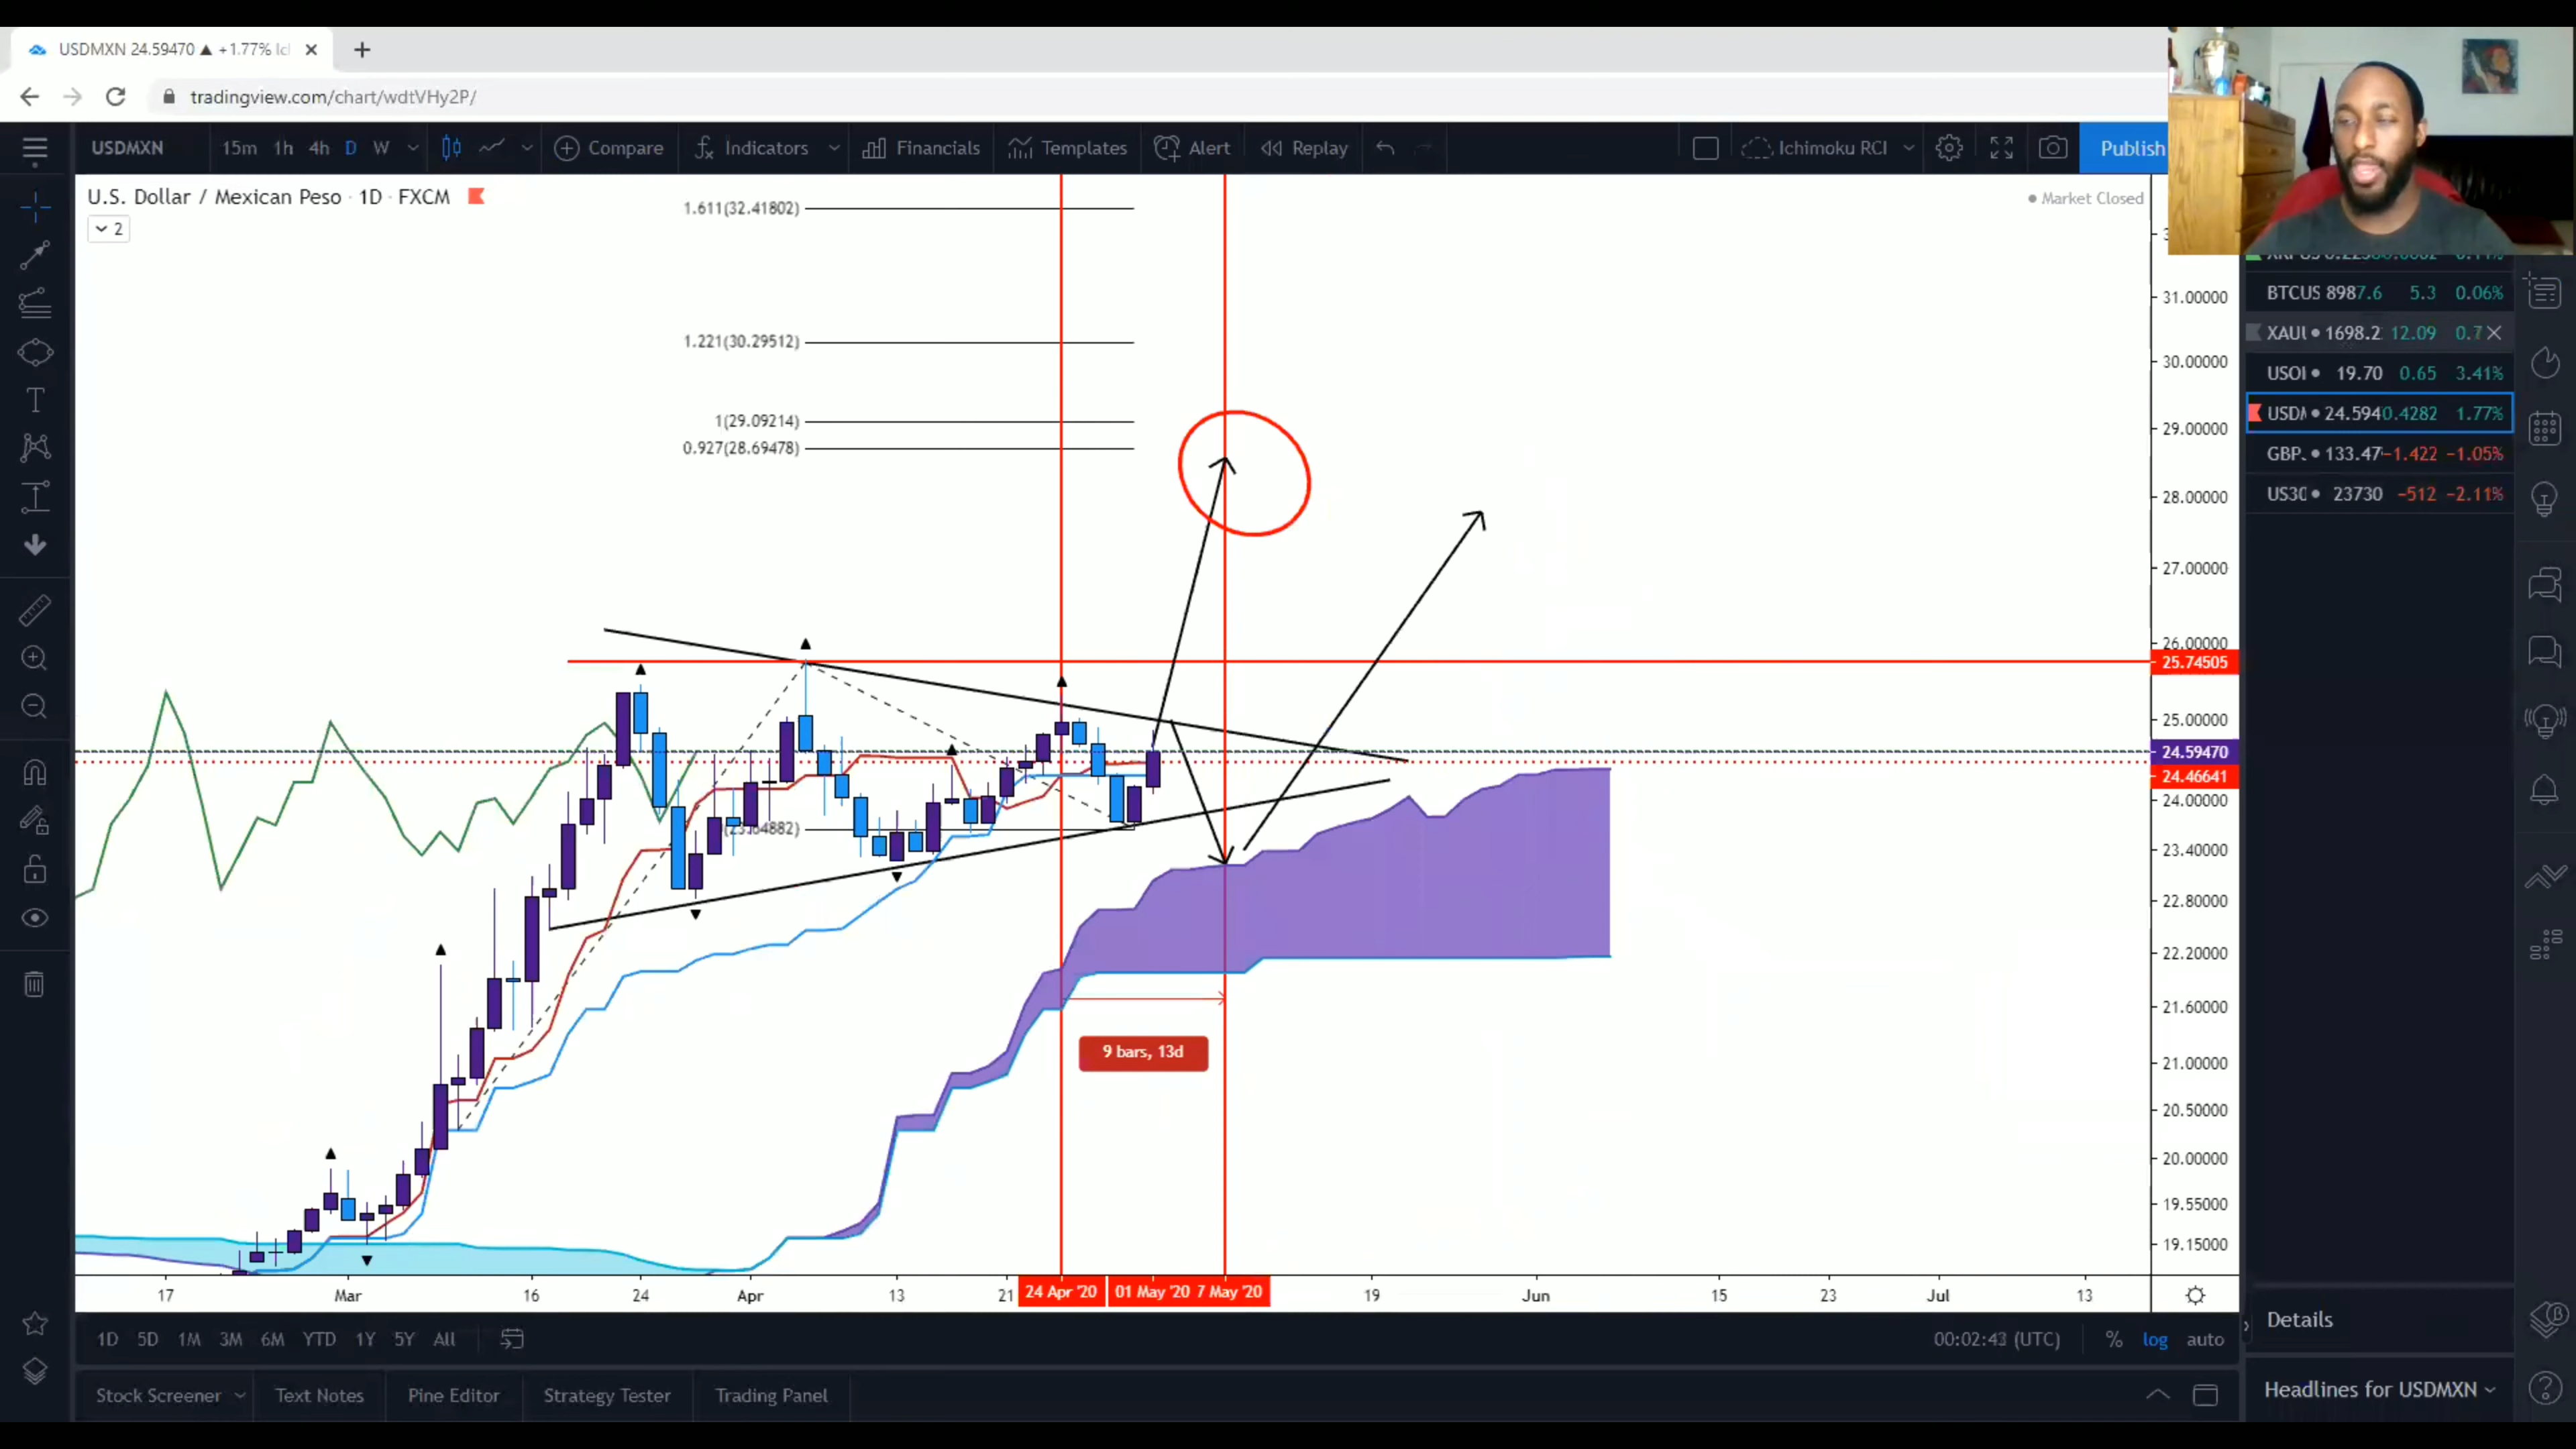 USDMXN 24.59470 ▲ +1.77% Ic
tradingview.com/chart/wdtVHy2P/
USDMXN 15m 1h 4h D W Compare Indicators Financials Templates Alert Replay Ichimoku RCI Publish
U.S. Dollar / Mexican Peso · 1D · FXCM
2
Market Closed
1.611(32.41802)
1.221(30.29512)
1(29.09214)
0.927(28.69478)
31.00000
30.00000
29.00000
28.00000
27.00000
26.00000
25.74505
25.00000
24.59470
24.46641
24.00000
23.40000
22.80000
22.20000
21.60000
21.00000
20.50000
20.00000
19.55000
19.15000
9 bars, 13d
17 Mar 16 24 Apr 13 21 24 Apr '20 01 May '20 7 May '20 19 Jun 15 23 Jul 13
BTCUS 8987.6 5.3 0.06%
XAUU 1698.2 12.09 0.7
USOI 19.70 0.65 3.41%
USDM 24.594 0.4282 1.77%
GBP. 133.47 −1.422 −1.05%
US30 23730 −512 −2.11%
1D 5D 1M 3M 6M YTD 1Y 5Y All
00:02:43 (UTC) % log auto
Stock Screener Text Notes Pine Editor Strategy Tester Trading Panel
Details
Headlines for USDMXN